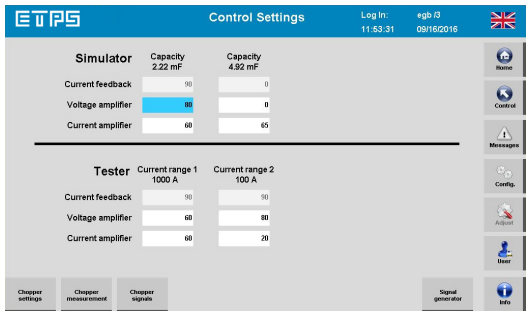 ETPS
Control Settings
Log In:
egb /3
11:53:31
09/16/2016
Simulator
Capacity
2.22 mF
Capacity
4.92 mF
Current feedback
90
0
Voltage amplifier
80
0
Current amplifier
60
65
Tester
Current range 1
1000 A
Current range 2
100 A
Current feedback
90
90
Voltage amplifier
60
80
Current amplifier
60
20
Home
Control
Messages
Config.
Adjust
User
Info
Chopper
settings
Chopper
measurement
Chopper
signals
Signal
generator